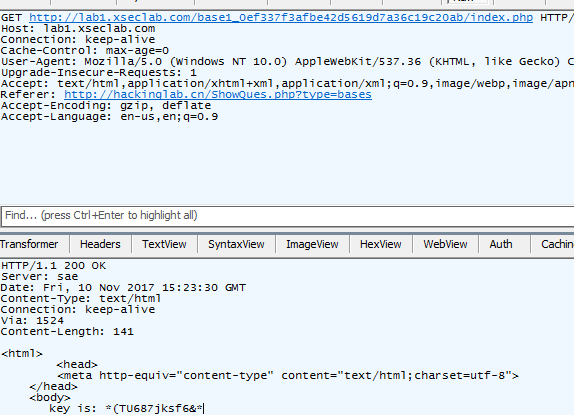 GET http://lab1.xseclab.com/base1_0ef337f3afbe42d5619d7a36c19c20ab/index.php HTTP/
Host: lab1.xseclab.com
Connection: keep-alive
Cache-Control: max-age=0
User-Agent: Mozilla/5.0 (Windows NT 10.0) AppleWebKit/537.36 (KHTML, like Gecko) C
Upgrade-Insecure-Requests: 1
Accept: text/html,application/xhtml+xml,application/xml;q=0.9,image/webp,image/apn
Referer: http://hackinglab.cn/ShowQues.php?type=bases
Accept-Encoding: gzip, deflate
Accept-Language: en-us,en;q=0.9
Find... (press Ctrl+Enter to highlight all)
Transformer Headers TextView SyntaxView ImageView HexView WebView Auth Cachin
HTTP/1.1 200 OK
Server: sae
Date: Fri, 10 Nov 2017 15:23:30 GMT
Content-Type: text/html
Connection: keep-alive
Via: 1524
Content-Length: 141
<html>
<head>
<meta http-equiv="content-type" content="text/html;charset=utf-8">
</head>
<body>
key is: *(TU687jksf6&*